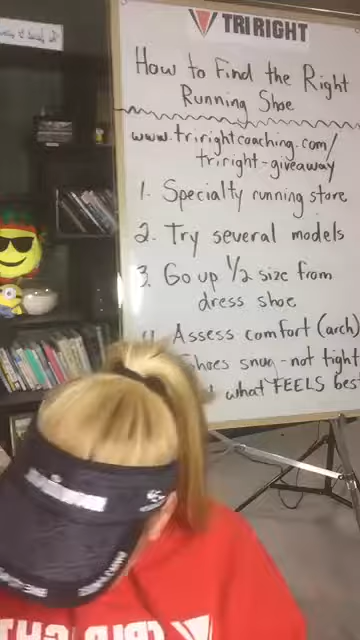 TRIRIGHT
How to Find the Right
Running Shoe
www.trirightcoaching.com/
triright-giveaway
1. Specialty running store
2. Try several models
3. Go up 1/2 size from
dress shoe
4. Assess comfort (arch)
Shoes snug - not tight
what FEELS bes